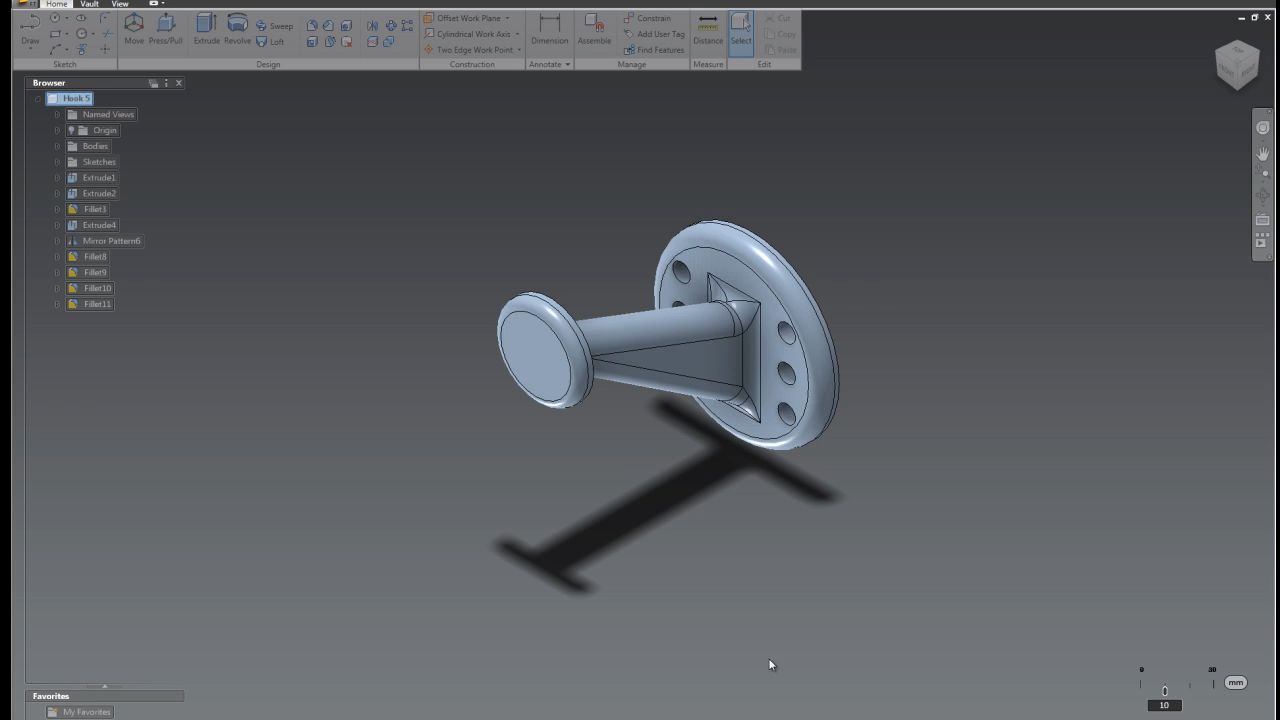 Home Vault View
Draw
Move Press/Pull
Extrude Revolve
Sweep
Loft
Offset Work Plane
Cylindrical Work Axis
Two Edge Work Point
Dimension
Assemble
Constrain
Add User Tag
Find Features
Distance
Select
Cut
Copy
Paste
Sketch Design Construction Annotate Manage Measure Edit
Browser
Hook 5
Named Views
Origin
Bodies
Sketches
Extrude1
Extrude2
Fillet3
Extrude4
Mirror Pattern6
Fillet8
Fillet9
Fillet10
Fillet11
0 30
mm
10
Favorites
My Favorites